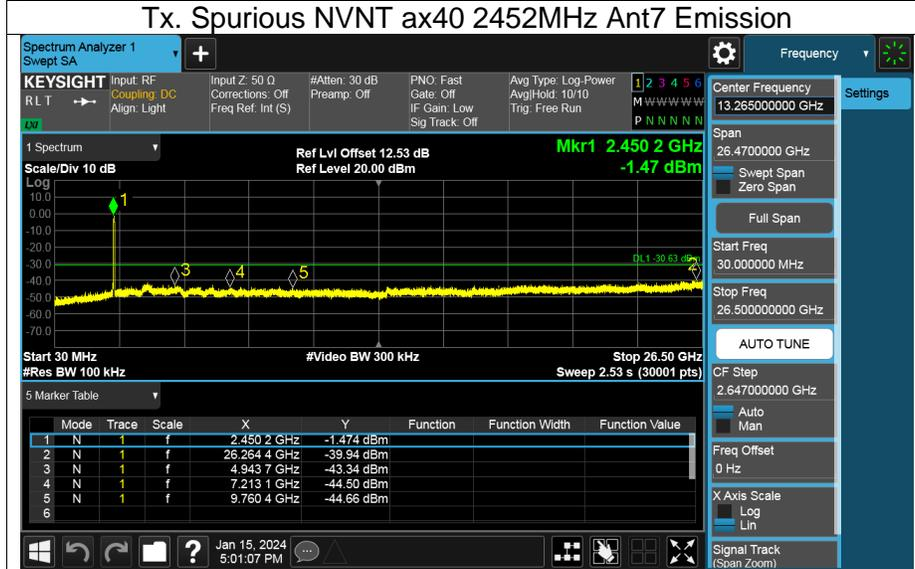 Tx. Spurious NVNT ax40 2452MHz Ant7 Emission
Spectrum Analyzer 1
Swept SA
Frequency
KEYSIGHT
RLT
LXI
Input: RF
Coupling: DC
Align: Light
Input Z: 50 Ω
Corrections: Off
Freq Ref: Int (S)
#Atten: 30 dB
Preamp: Off
PNO: Fast
Gate: Off
IF Gain: Low
Sig Track: Off
Avg Type: Log-Power
Avg|Hold: 10/10
Trig: Free Run
1 2 3 4 5 6
M W W W W W
P N N N N N
1 Spectrum
Scale/Div 10 dB
Ref Lvl Offset 12.53 dB
Ref Level 20.00 dBm
Mkr1 2.450 2 GHz
-1.47 dBm
Log
10.0
0.00
-10.0
-20.0
-30.0
-40.0
-50.0
-60.0
-70.0
1
3
4
5
2
DL1 -30.63 dBm
Start 30 MHz
#Video BW 300 kHz
Stop 26.50 GHz
#Res BW 100 kHz
Sweep 2.53 s (30001 pts)
5 Marker Table
Mode Trace Scale X Y Function Function Width Function Value
1 N 1 f 2.450 2 GHz -1.474 dBm
2 N 1 f 26.264 4 GHz -39.94 dBm
3 N 1 f 4.943 7 GHz -43.34 dBm
4 N 1 f 7.213 1 GHz -44.50 dBm
5 N 1 f 9.760 4 GHz -44.66 dBm
6
Jan 15, 2024
5:01:07 PM
Center Frequency
13.265000000 GHz
Settings
Span
26.4700000 GHz
Swept Span
Zero Span
Full Span
Start Freq
30.000000 MHz
Stop Freq
26.500000000 GHz
AUTO TUNE
CF Step
2.647000000 GHz
Auto
Man
Freq Offset
0 Hz
X Axis Scale
Log
Lin
Signal Track
(Span Zoom)